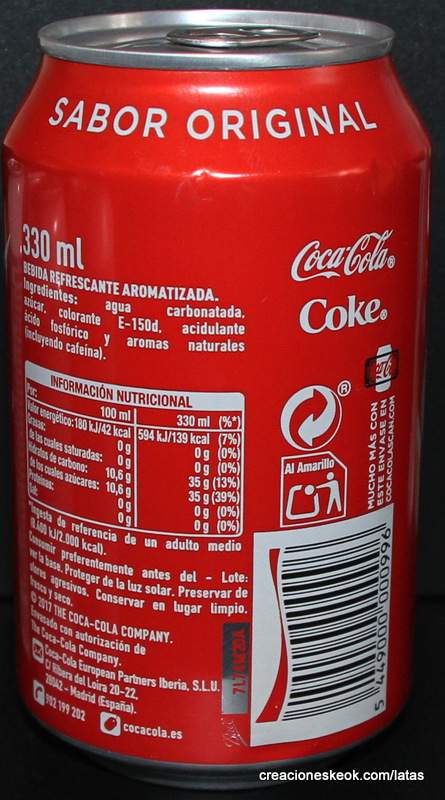 SABOR ORIGINAL
330 ml
BEBIDA REFRESCANTE AROMATIZADA.
Ingredientes: agua carbonatada,
azúcar, colorante E-150d, acidulante
ácido fosfórico y aromas naturales
(incluyendo cafeína).
INFORMACIÓN NUTRICIONAL
Por: 100 ml 330 ml (%*)
Valor energético: 180 kJ/42 kcal 594 kJ/139 kcal (7%)
Grasas: 0 g 0 g (0%)
de las cuales saturadas: 0 g 0 g (0%)
Hidratos de carbono: 10,6 g 35 g (13%)
de los cuales azúcares: 10,6 g 35 g (39%)
Proteínas: 0 g 0 g (0%)
Sal: 0 g 0 g (0%)
*Ingesta de referencia de un adulto medio
(8.400 kJ/2.000 kcal).
Consumir preferentemente antes del - Lote:
ver la base. Proteger de la luz solar. Preservar de
olores agresivos. Conservar en lugar limpio,
fresco y seco.
© 2017 THE COCA-COLA COMPANY.
Envasado con autorización de
The Coca-Cola Company.
Coca-Cola European Partners Iberia, S.L.U.
C/ Ribera del Loira 20-22,
28042 - Madrid (España).
902 199 202
cocacola.es
Coca-Cola®
Coke®
®
Al Amarillo
MUCHO MÁS CON
ESTE ENVASE EN
COCACOLASCAN.COM
5 449000 000996
creacioneskeok.com/latas